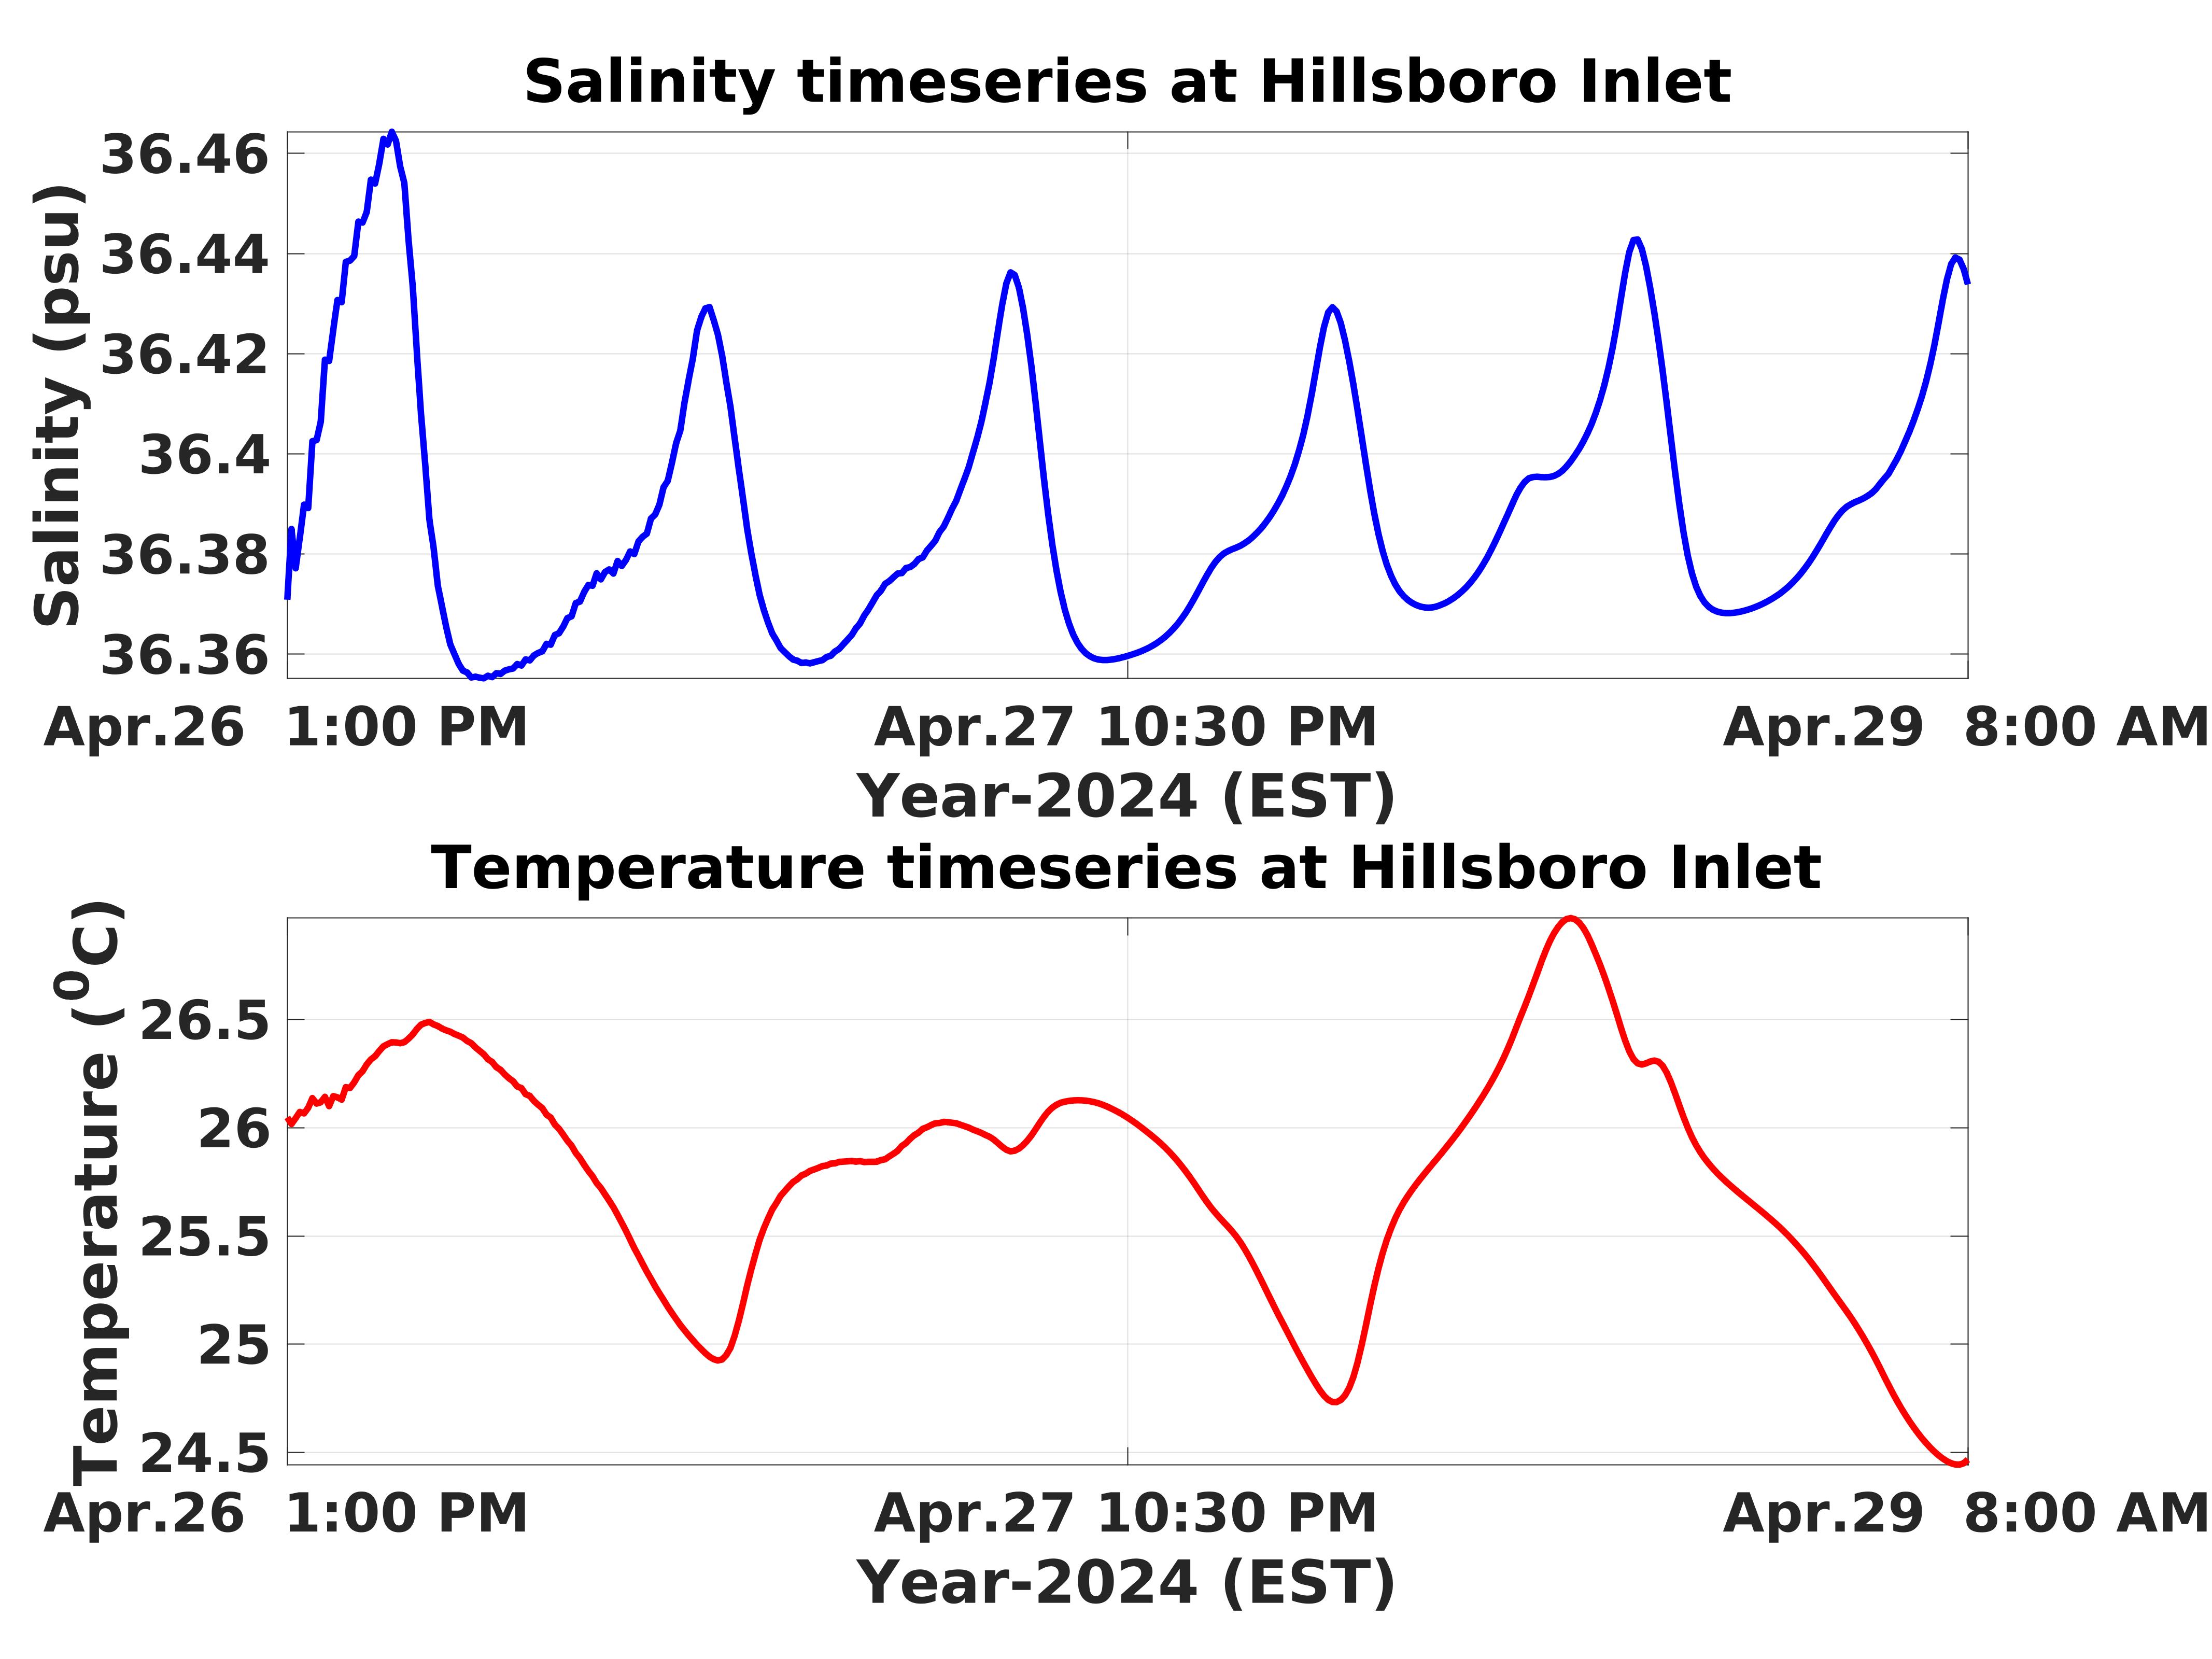 Salinity timeseries at Hillsboro Inlet
Salinity (psu)
36.46
36.44
36.42
36.4
36.38
36.36
Apr.26  1:00 PM
Apr.27 10:30 PM
Apr.29  8:00 AM
Year-2024 (EST)
Temperature timeseries at Hillsboro Inlet
Temperature (⁰C)
26.5
26
25.5
25
24.5
Apr.26  1:00 PM
Apr.27 10:30 PM
Apr.29  8:00 AM
Year-2024 (EST)